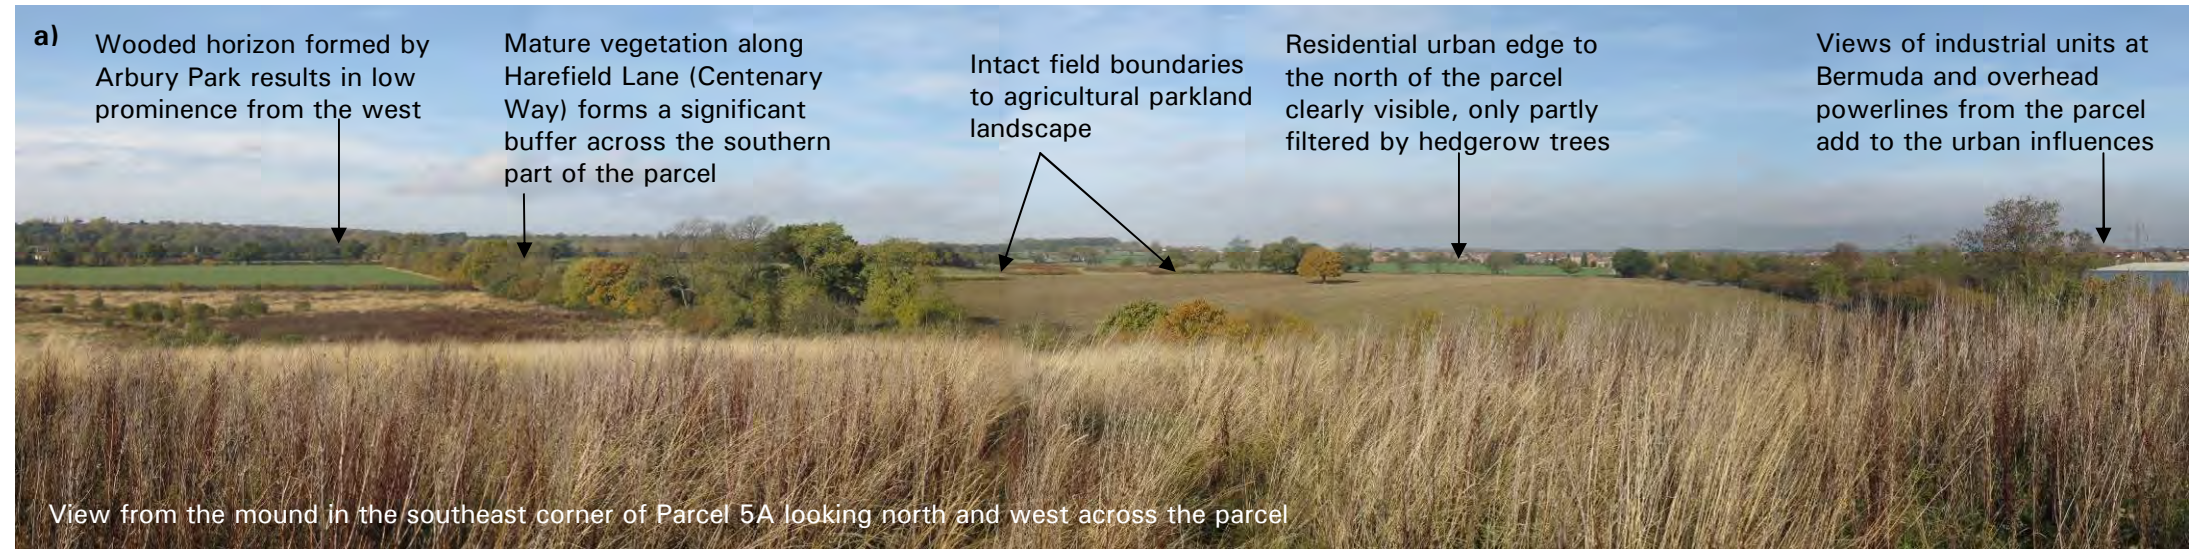 a)
Wooded horizon formed by
Arbury Park results in low
prominence from the west
Mature vegetation along
Harefield Lane (Centenary
Way) forms a significant
buffer across the southern
part of the parcel
Intact field boundaries
to agricultural parkland
landscape
Residential urban edge to
the north of the parcel
clearly visible, only partly
filtered by hedgerow trees
Views of industrial units at
Bermuda and overhead
powerlines from the parcel
add to the urban influences
View from the mound in the southeast corner of Parcel 5A looking north and west across the parcel